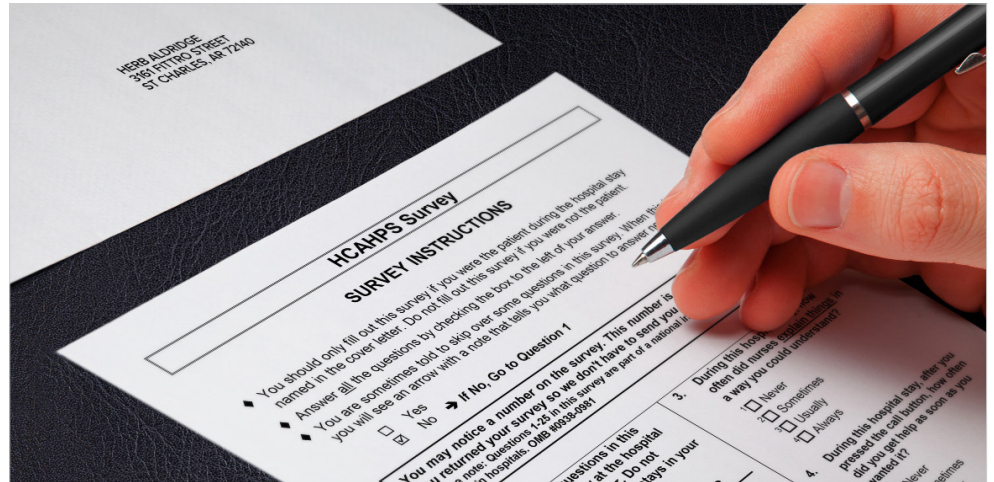 HERB ALDRIDGE
3161 FITTRO STREET
ST CHARLES, AR 72140
HCAHPS Survey
SURVEY INSTRUCTIONS
You should only fill out this survey if you were the patient during the hospital stay
named in the cover letter. Do not fill out this survey if you were not the patient.
Answer all the questions by checking the box to the left of your answer.
You are sometimes told to skip over some questions in this survey. When this
you will see an arrow with a note that tells you what question to answer
Yes
No ➔ If No, Go to Question 1
You may notice a number on the survey. This number is
you returned your survey so we don't have to send you
note: Questions 1-25 in this survey are part of a national
in hospitals. OMB #0938-0981
questions in this
at the hospital
Do not
stays in your
3. During this hosp how
often did nurses explain things in
a way you could understand?
1 Never
2 Sometimes
3 Usually
4 Always
4. During this hospital stay, after you
pressed the call button, how often
did you get help as soon as you
wanted it?
Never
Sometimes